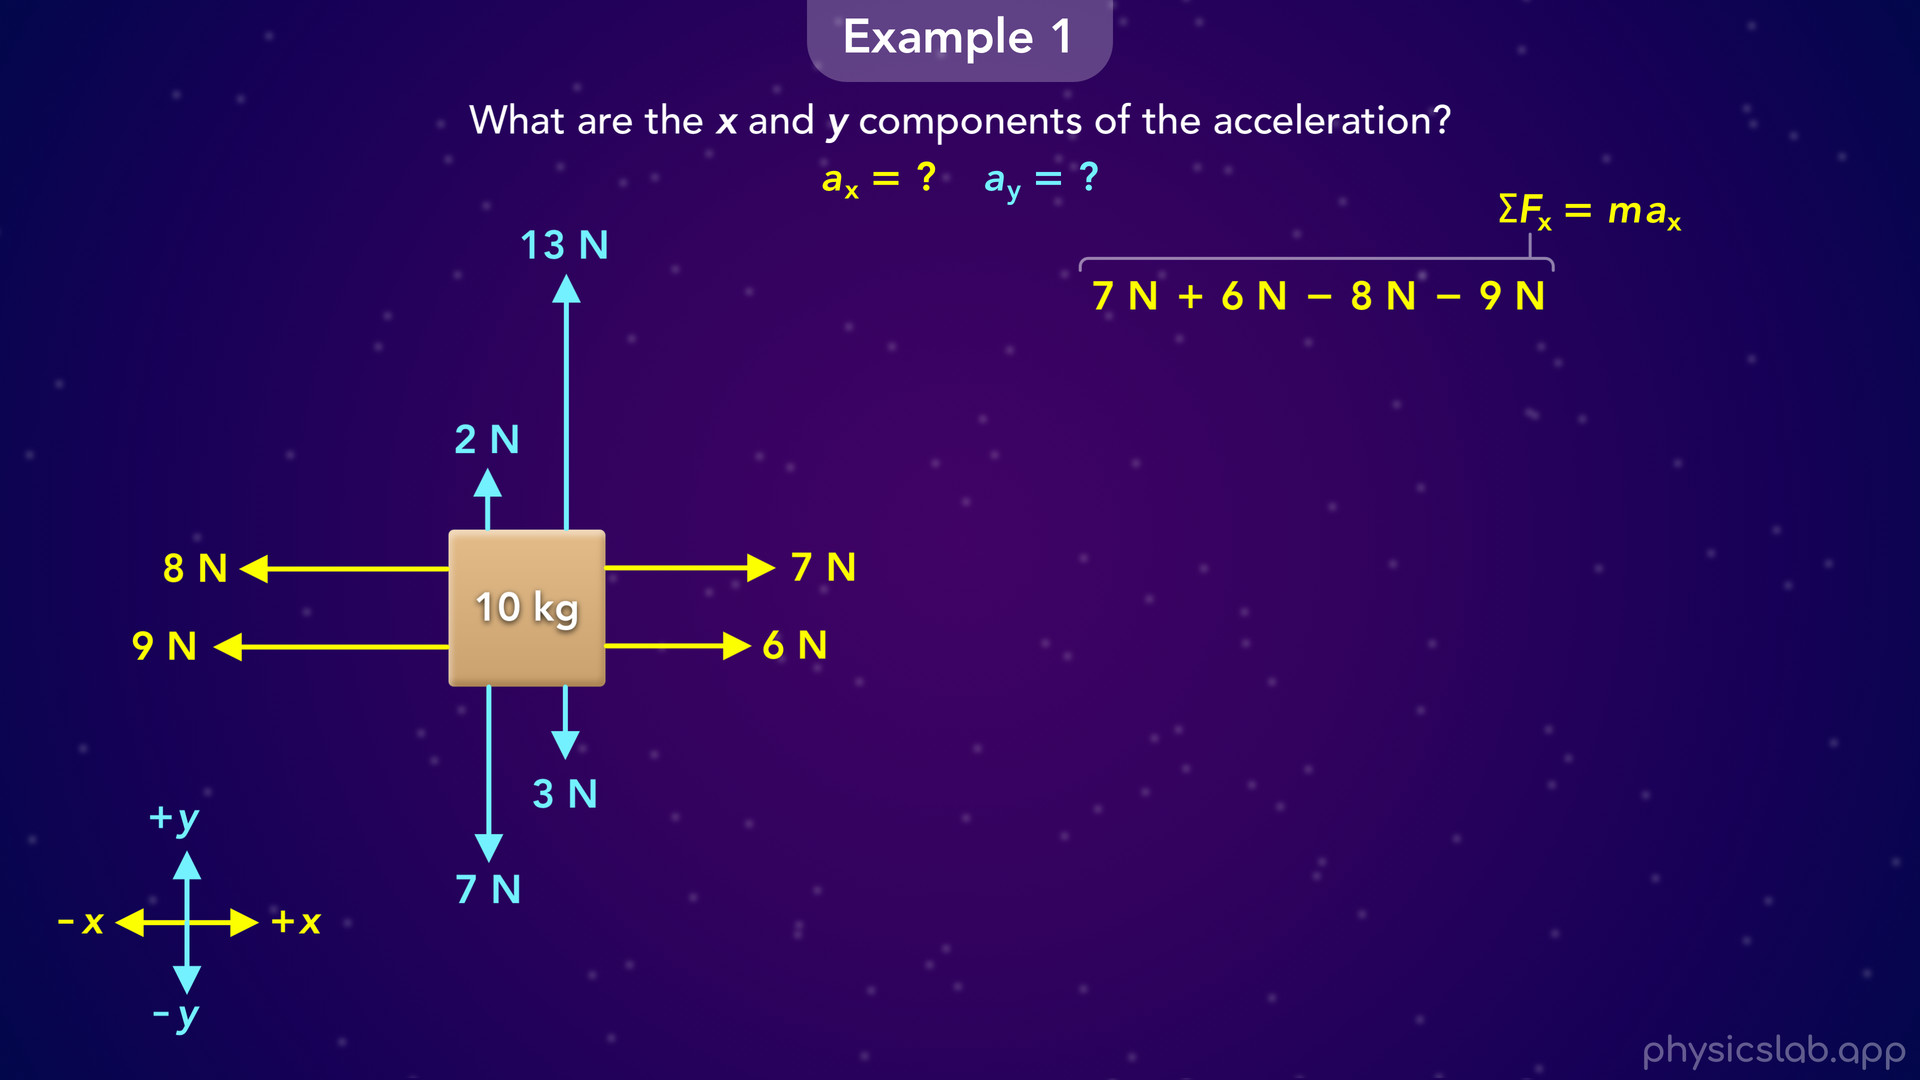 Example 1
What are the x and y components of the acceleration?
ax = ? ay = ?
ΣFx = max
7 N + 6 N − 8 N − 9 N
13 N
2 N
8 N
7 N
10 kg
9 N
6 N
3 N
7 N
+y
-x
+x
-y
physicslab.app